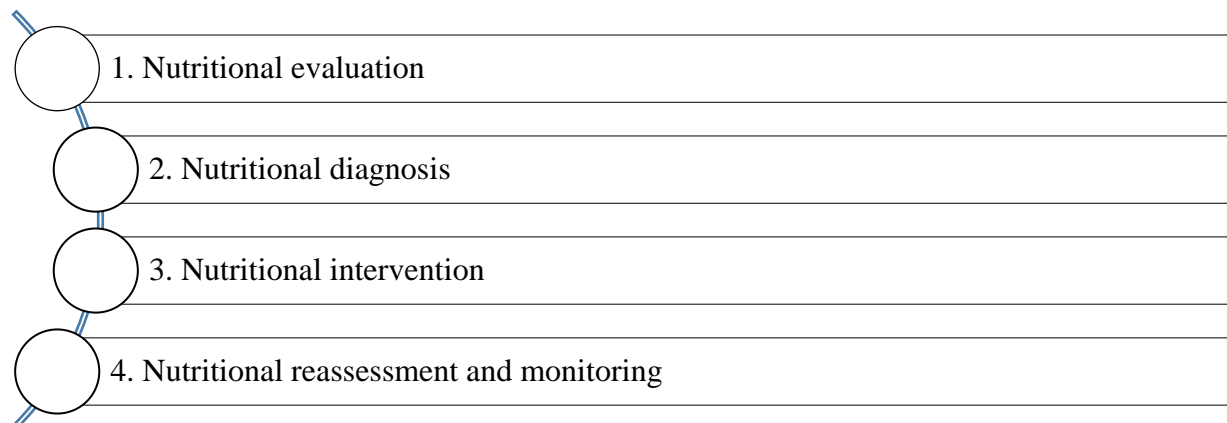 1. Nutritional evaluation
2. Nutritional diagnosis
3. Nutritional intervention
4. Nutritional reassessment and monitoring